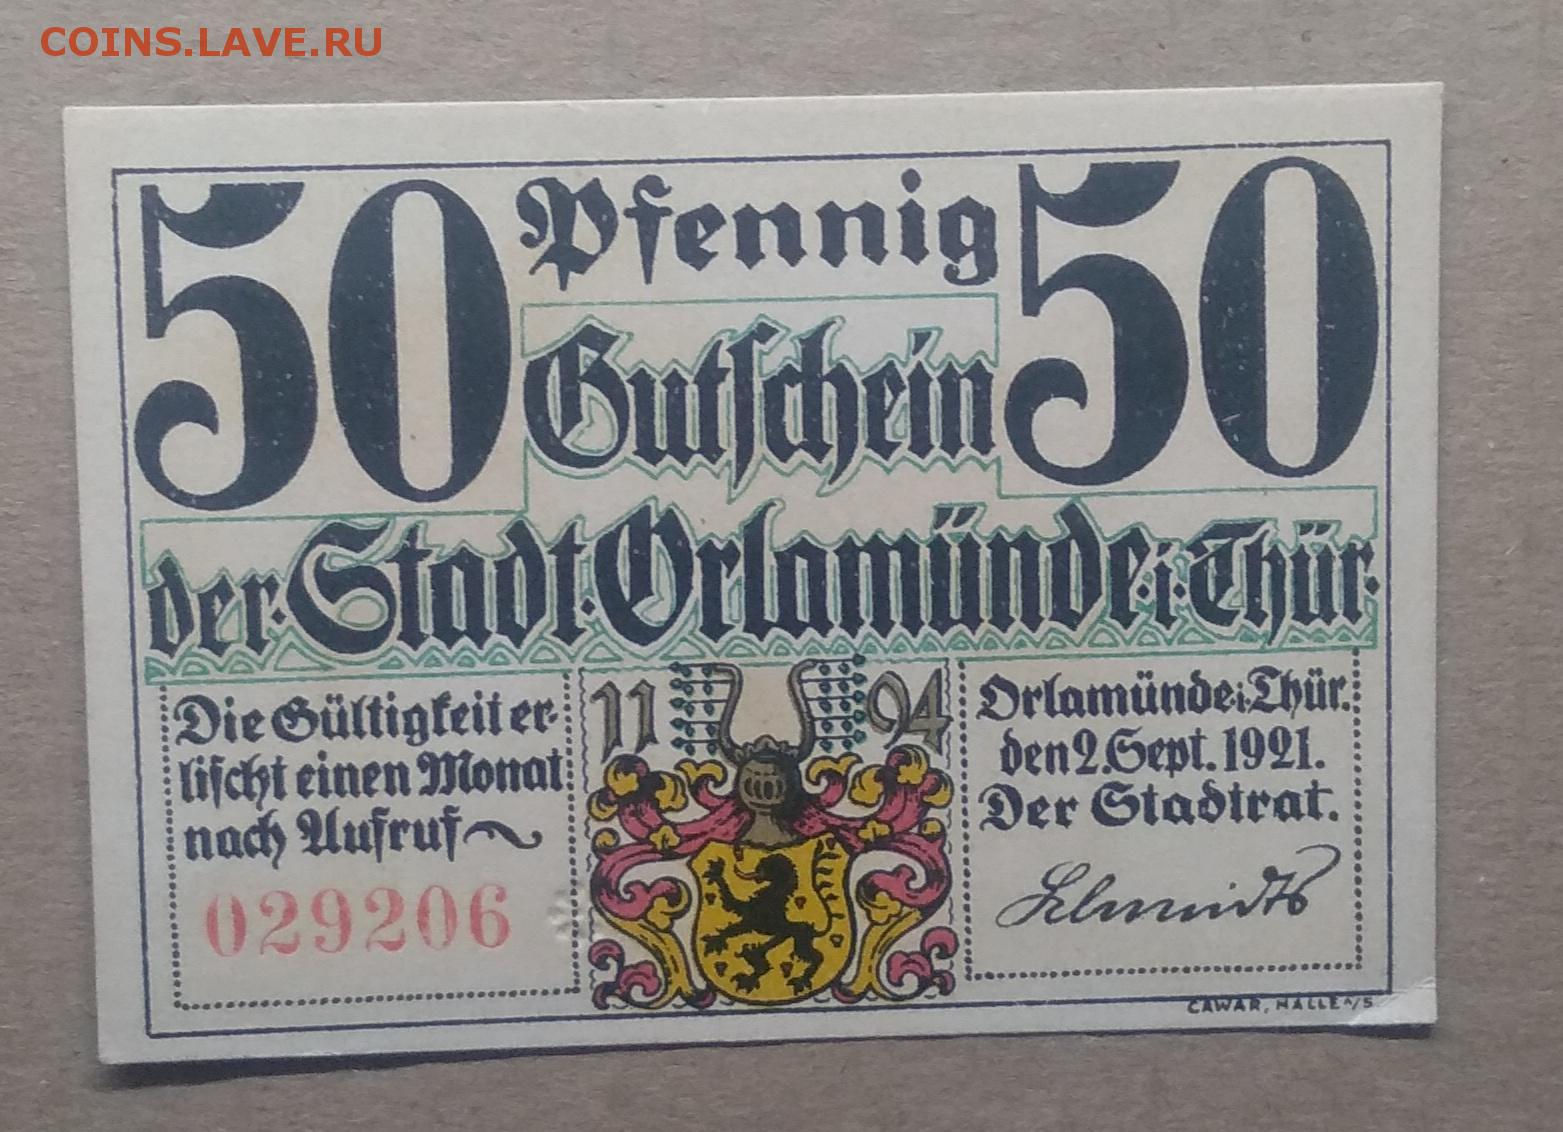 COINS.LAVE.RU
50 Pfennig 50
Gutschein
der Stadt Orlamünde i. Thür.
Die Gültigkeit er-
lischt einen Monat
nach Aufruf
029206
11 94
Orlamünde i. Thür.
den 2. Sept. 1921.
Der Stadtrat.
Schmidt
CAWAR, HALLE A/S